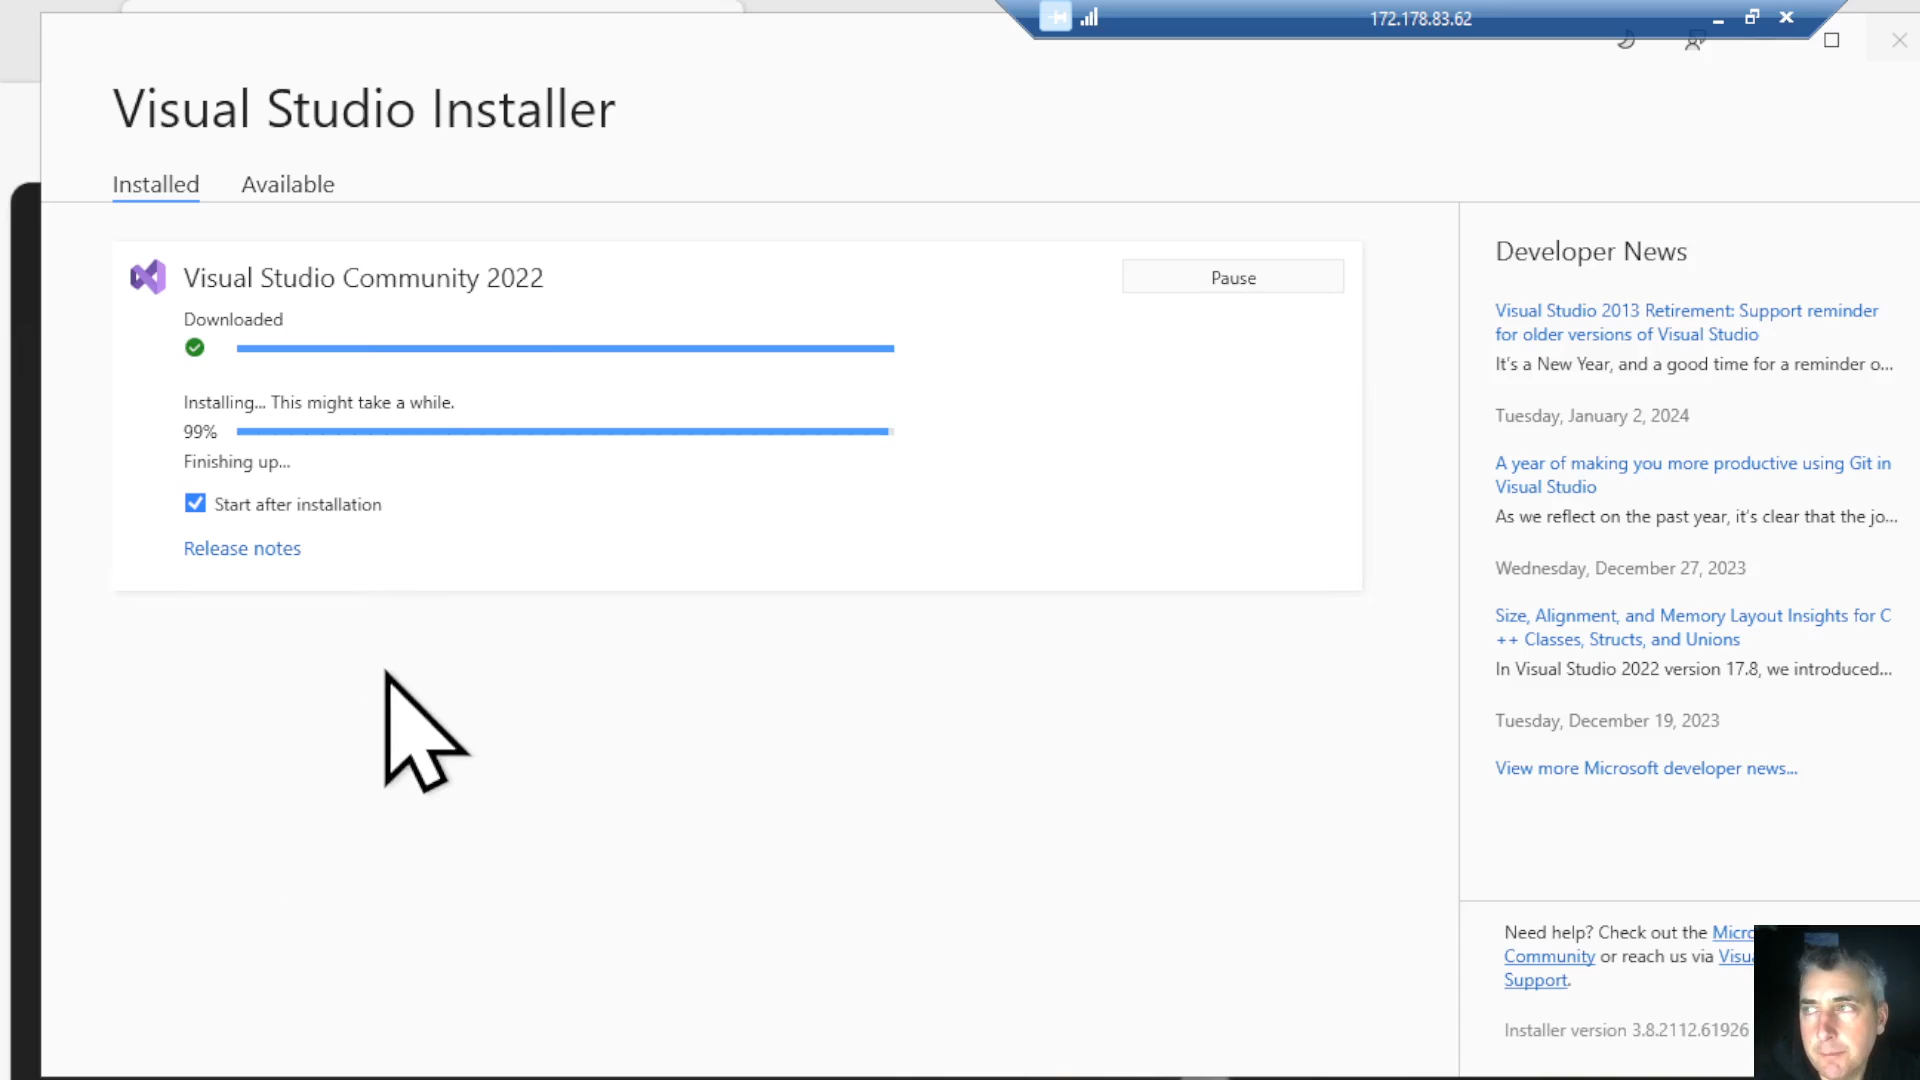 172.178.83.62
Visual Studio Installer
Installed
Available
Visual Studio Community 2022
Pause
Downloaded
Installing... This might take a while.
99%
Finishing up...
Start after installation
Release notes
Developer News
Visual Studio 2013 Retirement: Support reminder
for older versions of Visual Studio
It's a New Year, and a good time for a reminder o...
Tuesday, January 2, 2024
A year of making you more productive using Git in
Visual Studio
As we reflect on the past year, it's clear that the jo...
Wednesday, December 27, 2023
Size, Alignment, and Memory Layout Insights for C
++ Classes, Structs, and Unions
In Visual Studio 2022 version 17.8, we introduced...
Tuesday, December 19, 2023
View more Microsoft developer news...
Need help? Check out the
Community or reach us via
Support.
Installer version 3.8.2112.61926